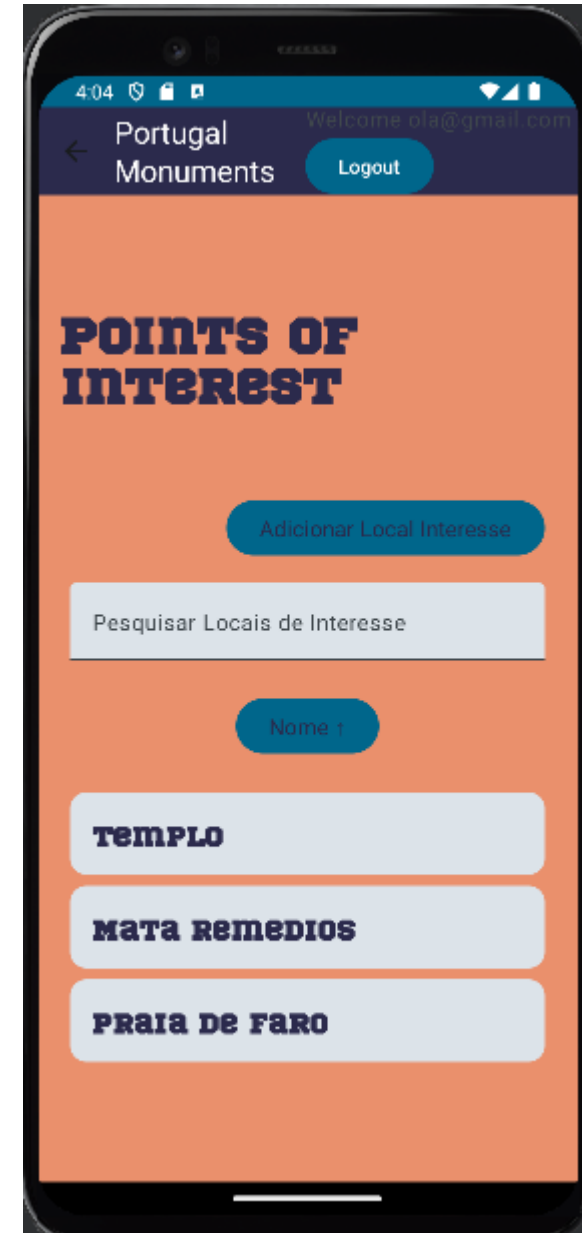 4:04
Portugal
Monuments
Welcome ola@gmail.com
Logout
Points of
Interest
Adicionar Local Interesse
Pesquisar Locais de Interesse
Nome ↑
Templo
Mata Remedios
Praia de Faro